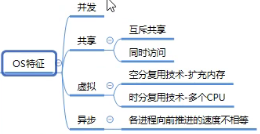 OS特征
并发
共享
互斥共享
同时访问
虚拟
空分复用技术-扩充内存
时分复用技术-多个CPU
异步
各进程向前推进的速度不相等